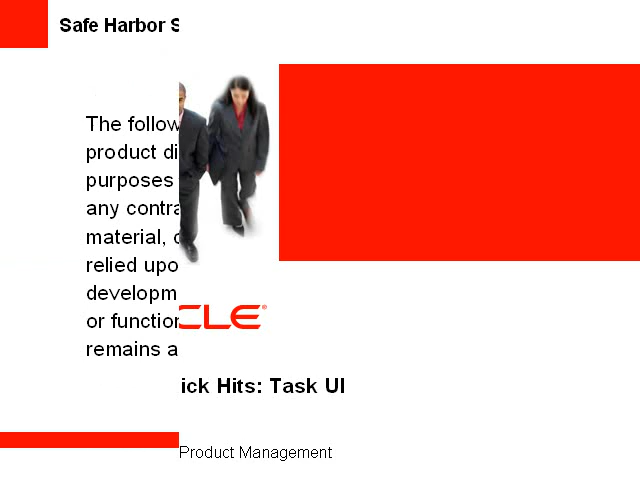 Safe Harbor S
The follow
product di
purposes
any contra
material,
relied upo
developm
or function
remains a
CLE
ick Hits: Task UI
Product Management